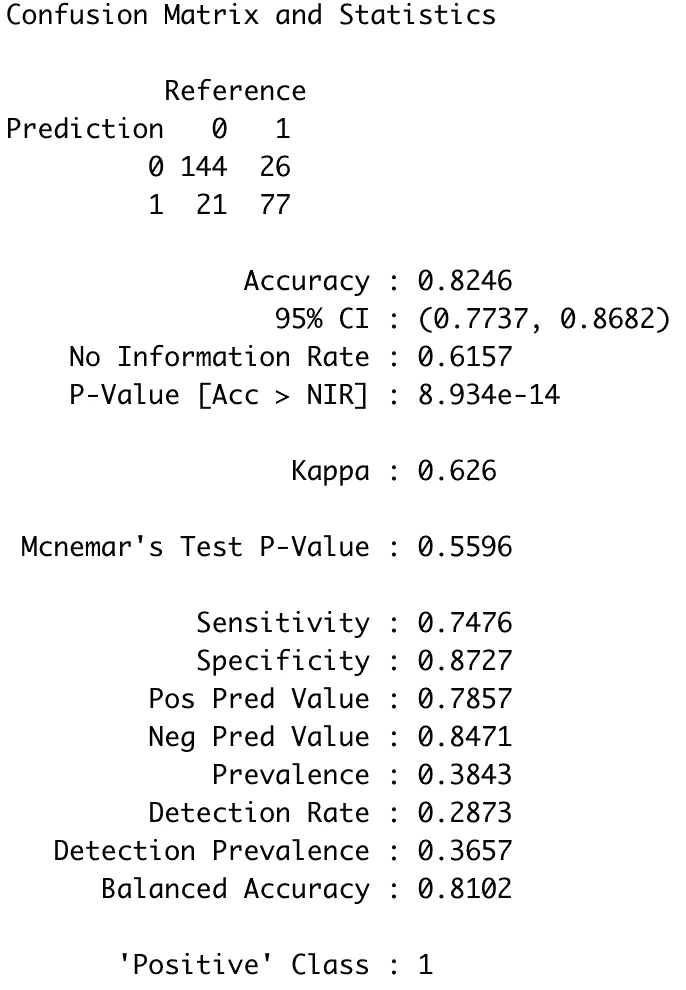 Confusion Matrix and Statistics
Reference
Prediction 0 1
0 144 26
1 21 77
Accuracy : 0.8246
95% CI : (0.7737, 0.8682)
No Information Rate : 0.6157
P-Value [Acc > NIR] : 8.934e-14
Kappa : 0.626
Mcnemar's Test P-Value : 0.5596
Sensitivity : 0.7476
Specificity : 0.8727
Pos Pred Value : 0.7857
Neg Pred Value : 0.8471
Prevalence : 0.3843
Detection Rate : 0.2873
Detection Prevalence : 0.3657
Balanced Accuracy : 0.8102
'Positive' Class : 1